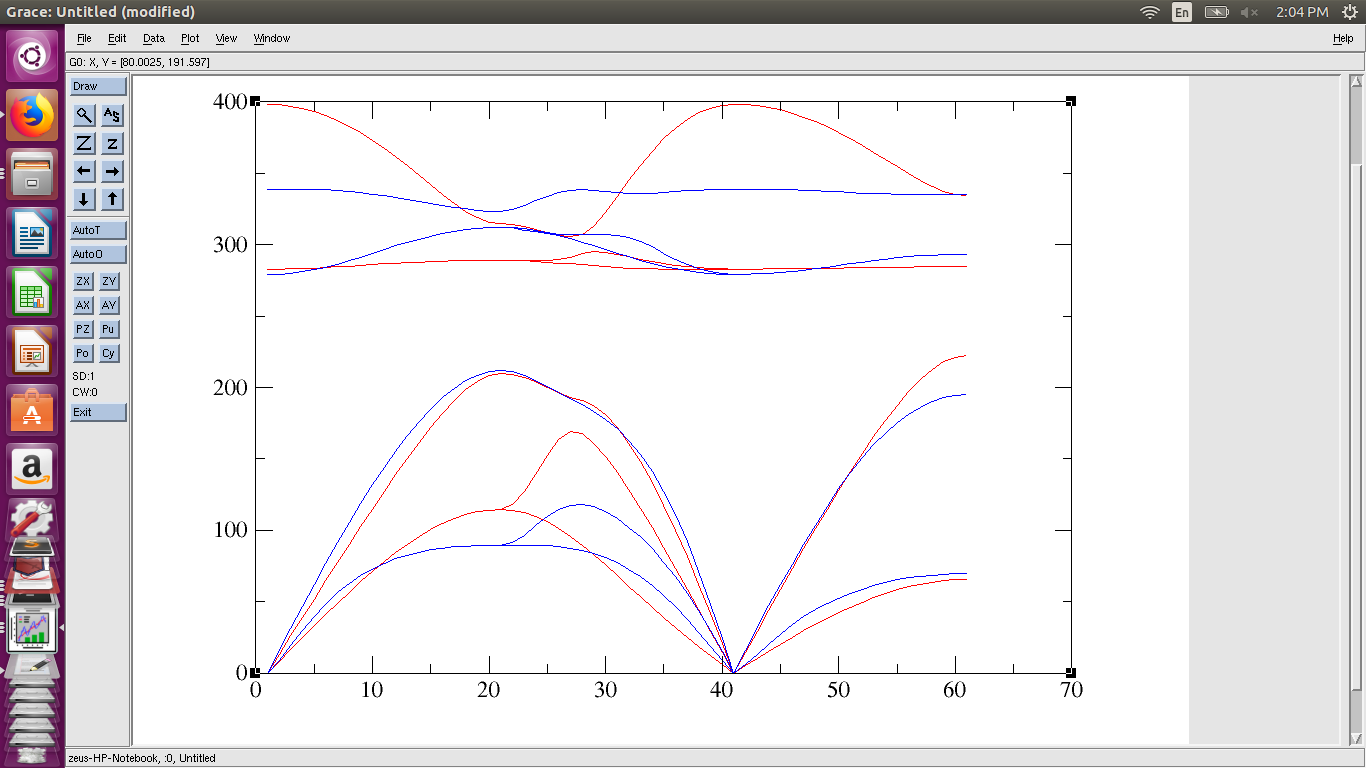 Grace: Untitled (modified)
En
2:04 PM
File Edit Data Plot View Window Help
G0: X, Y = [80.0025, 191.597]
Draw
AS
Z z
AutoT
AutoO
ZX ZY
AX AY
PZ Pu
Po Cy
SD:1
CW:0
Exit
400
300
200
100
0
0 10 20 30 40 50 60 70
zeus-HP-Notebook, :0, Untitled